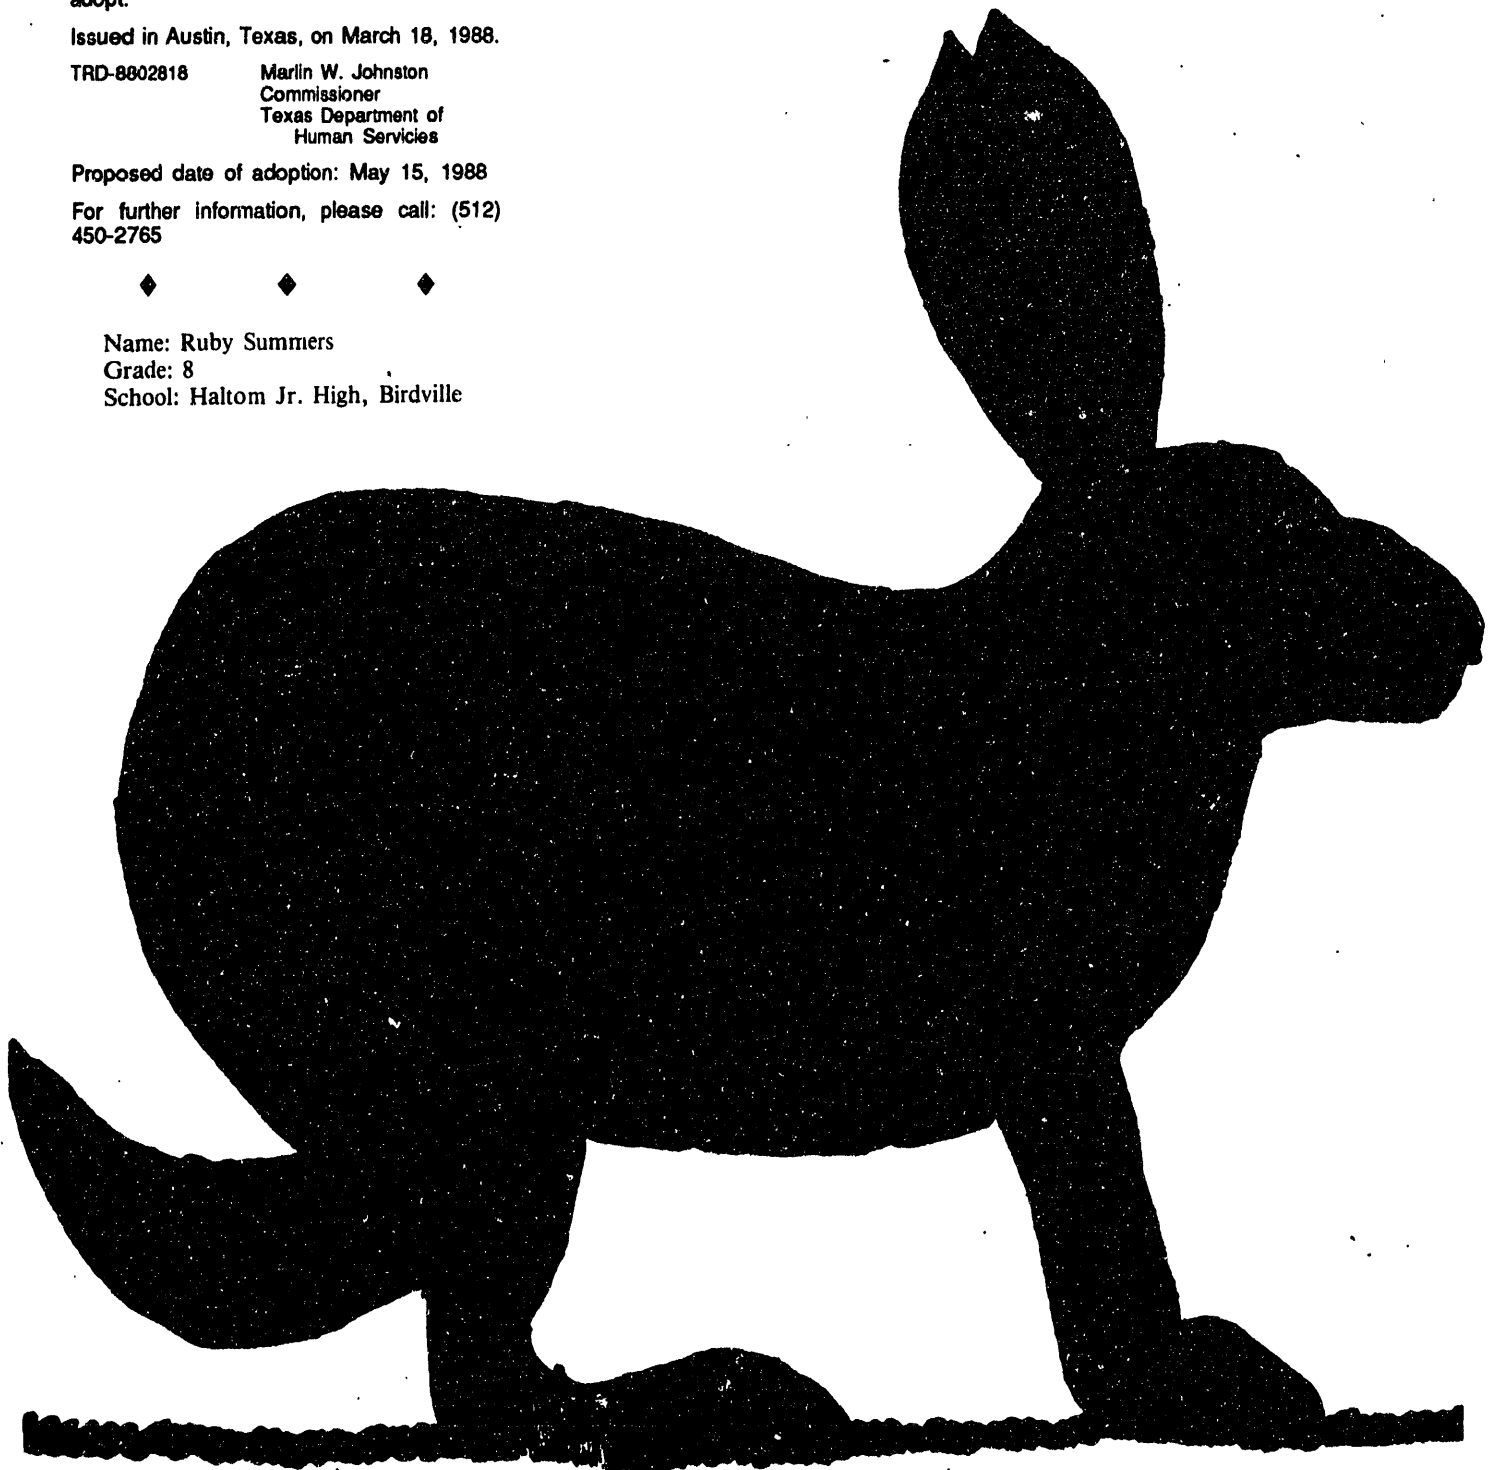 adopt.
Issued in Austin, Texas, on March 18, 1988.
TRD-8802818 Marlin W. Johnston
Commissioner
Texas Department of
Human Servicies
Proposed date of adoption: May 15, 1988
For further information, please call: (512)
450-2765
Name: Ruby Summers
Grade: 8
School: Haltom Jr. High, Birdville